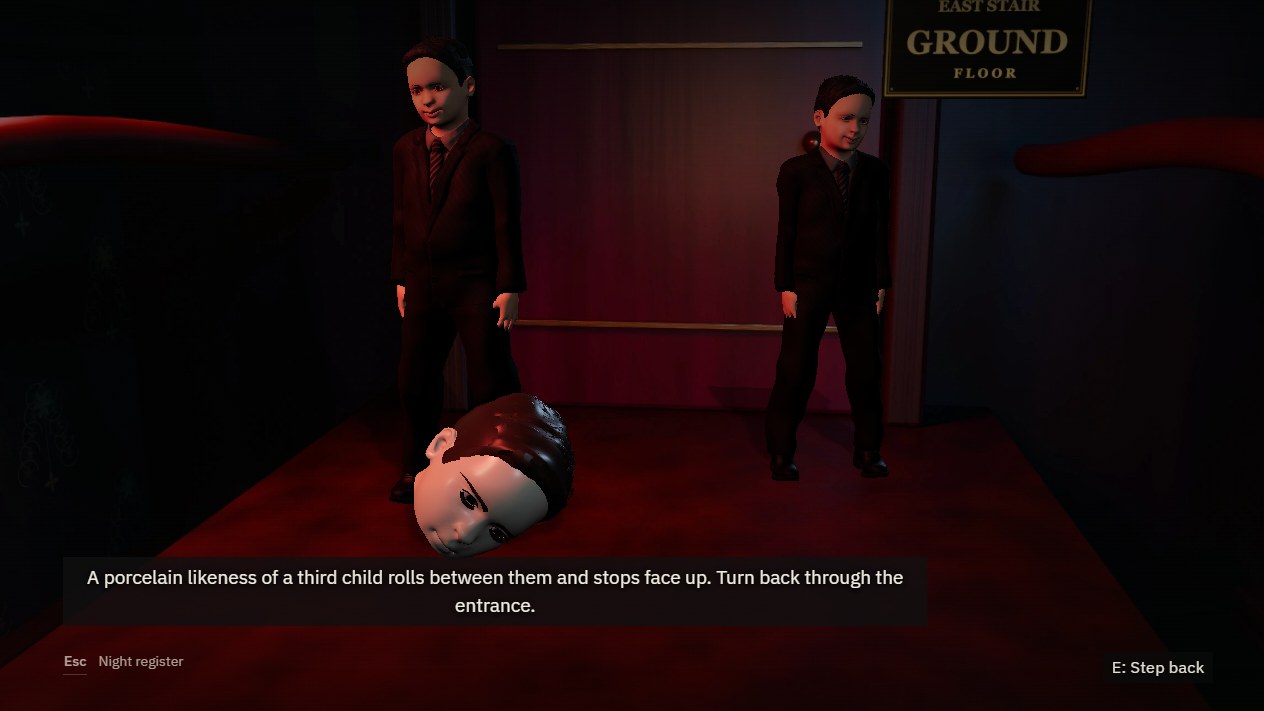 EAST STAIR
GROUND
FLOOR
A porcelain likeness of a third child rolls between them and stops face up. Turn back through the
entrance.
Esc Night register
E: Step back